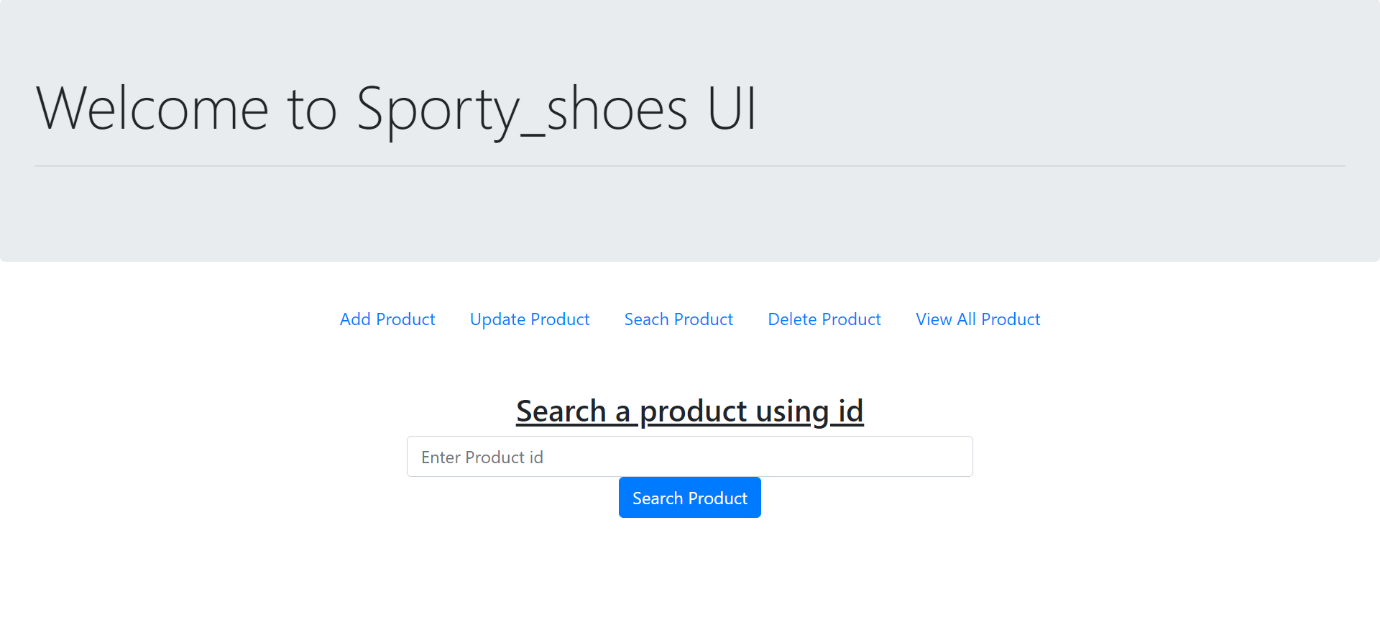 Welcome to Sporty_shoes UI
Add Product Update Product Seach Product Delete Product View All Product
Search a product using id
Enter Product id
Search Product